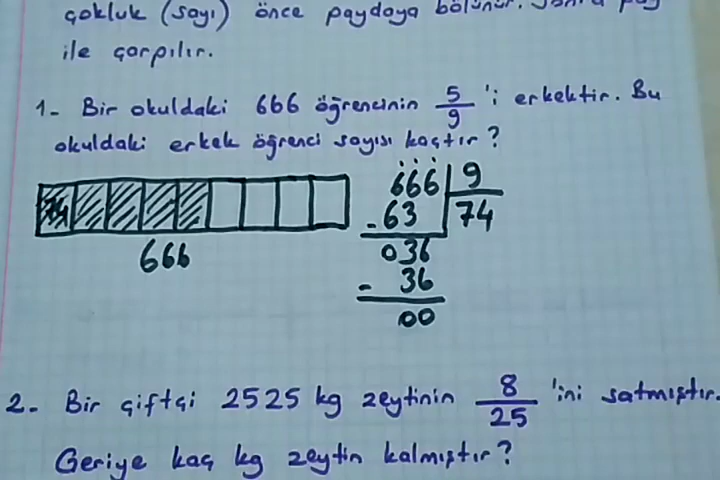 çokluk (sayı) önce paydaya bölünür. Sonra pay
ile çarpılır.
1- Bir okuldaki 666 öğrencinin 5/9 'i erkektir. Bu
okuldaki erkek öğrenci sayısı kaçtır?
74
666
666 9
-63 74
036
- 36
00
2- Bir çiftçi 2525 kg zeytinin 8/25 'ini satmıştır.
Geriye kaç kg zeytin kalmıştır?